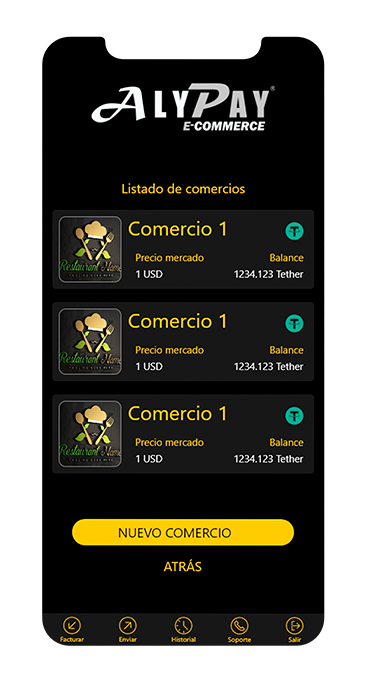 ALYPAY®
E-COMMERCE
Listado de comercios
Comercio 1
Precio mercado Balance
1 USD 1234.123 Tether
Restaurant Name
Comercio 1
Precio mercado Balance
1 USD 1234.123 Tether
Restaurant Name
Comercio 1
Precio mercado Balance
1 USD 1234.123 Tether
Restaurant Name
NUEVO COMERCIO
ATRÁS
Facturar Enviar Historial Soporte Salir